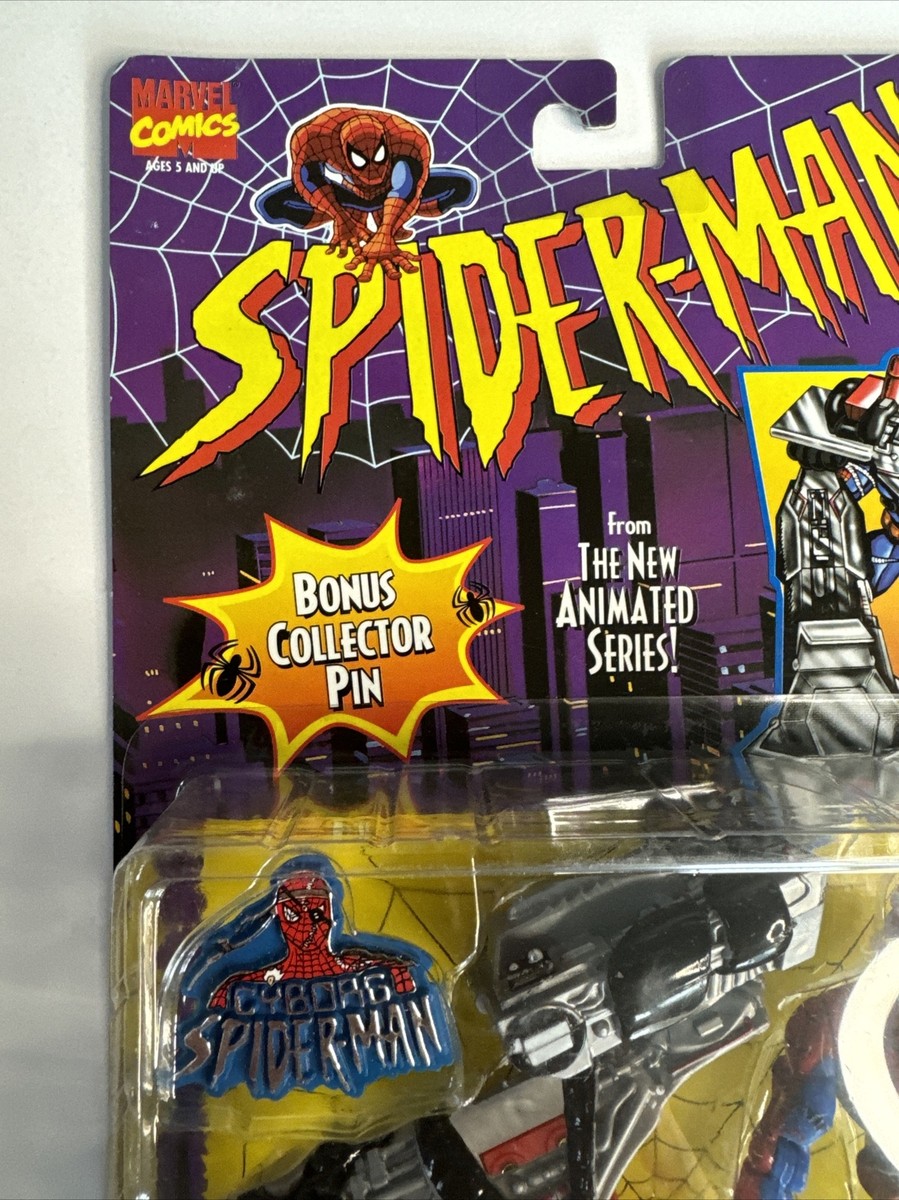 MARVEL
COMICS
AGES 5 AND UP
SPIDER-MAN
From
THE NEW
ANIMATED
SERIES!
BONUS
COLLECTOR
PIN
CYBORG
SPIDER-MAN